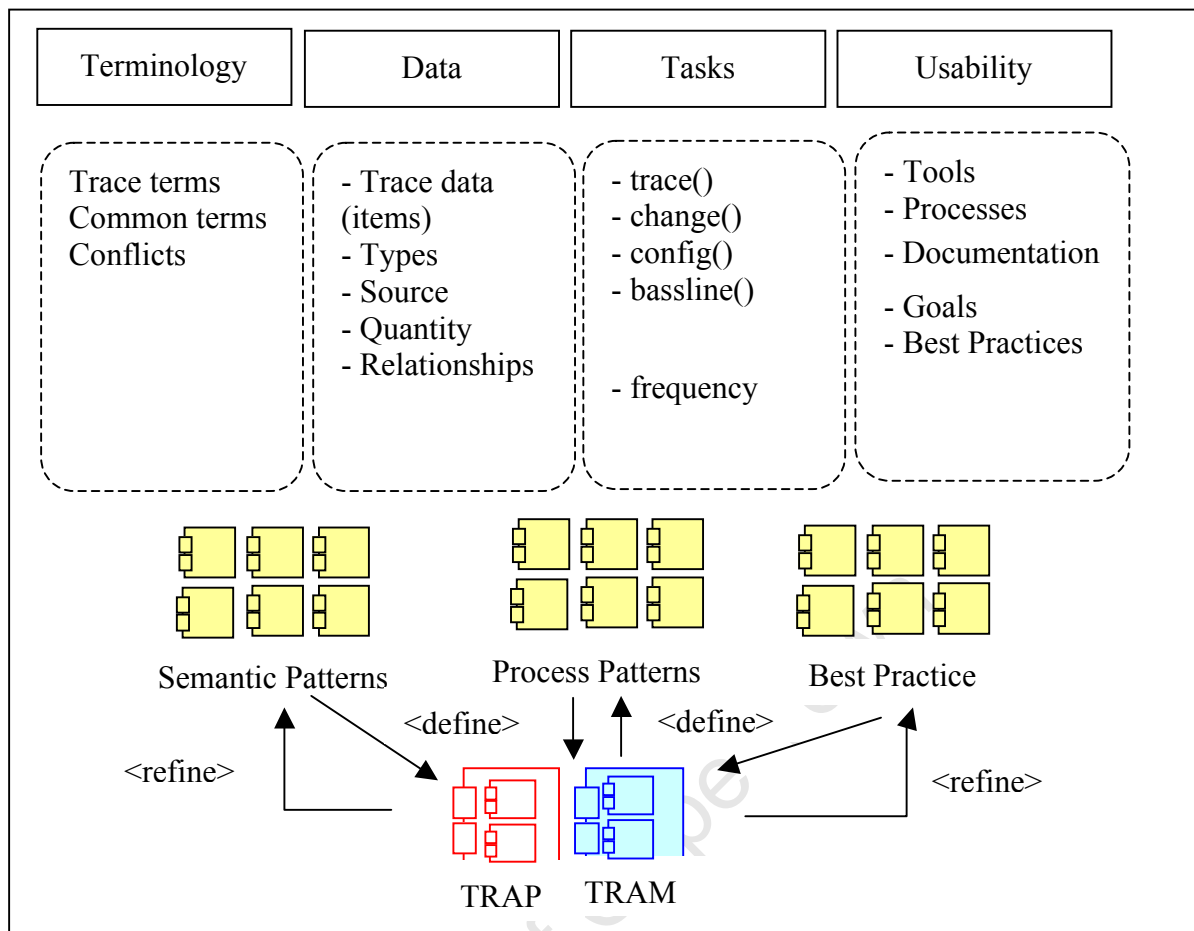 Terminology
Data
Tasks
Usability
Trace terms
Common terms
Conflicts
- Trace data
(items)
- Types
- Source
- Quantity
- Relationships
- trace()
- change()
- config()
- bassline()
- frequency
- Tools
- Processes
- Documentation
- Goals
- Best Practices
Semantic Patterns
Process Patterns
Best Practice
<define>
<define>
<refine>
<refine>
TRAP
TRAM